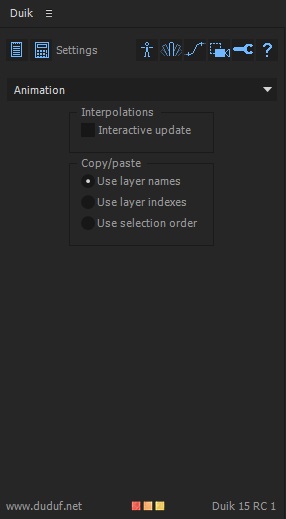 Duik
Settings
?
Animation
Interpolations
Interactive update
Copy/paste
Use layer names
Use layer indexes
Use selection order
www.duduf.net
Duik 15 RC 1